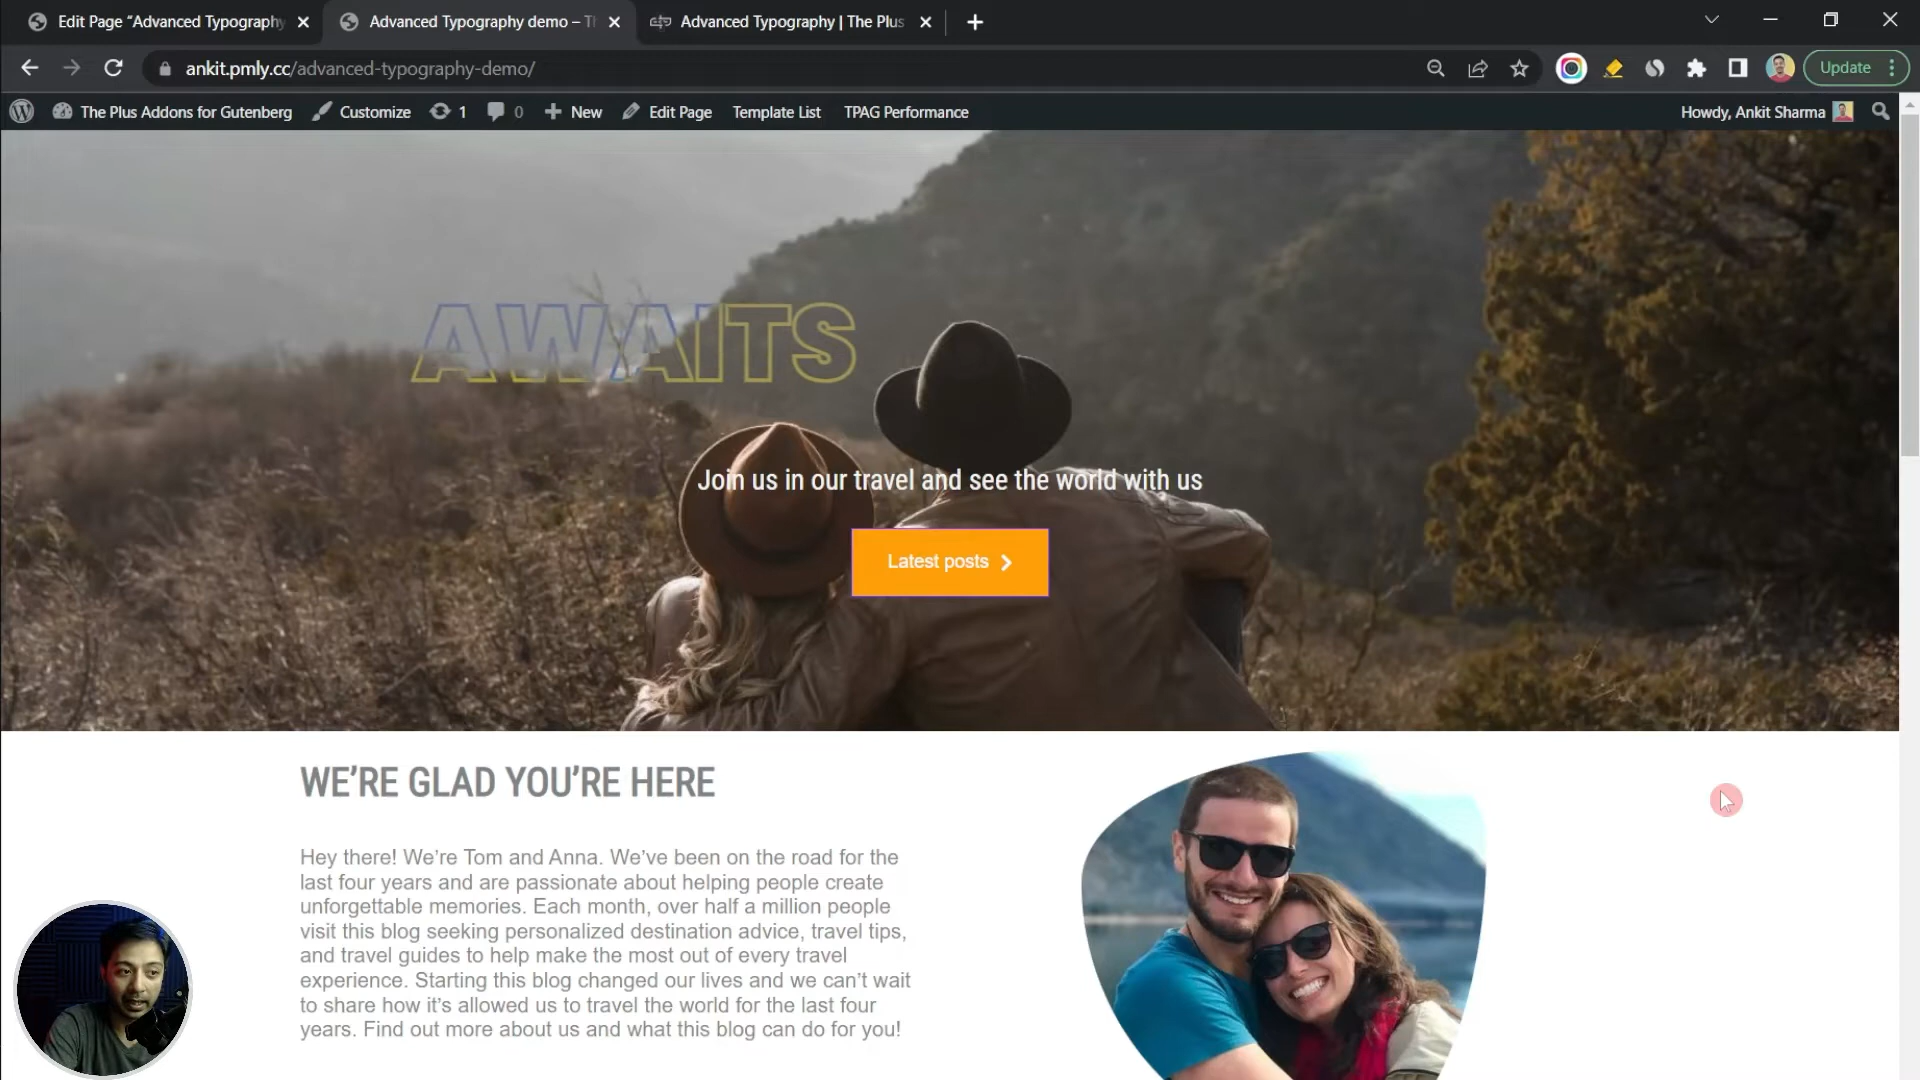 Edit Page “Advanced Typography
Advanced Typography demo – Th
Advanced Typography | The Plus
ankit.pmly.cc/advanced-typography-demo/
Update
The Plus Addons for Gutenberg
Customize
1
0
New
Edit Page
Template List
TPAG Performance
Howdy, Ankit Sharma
AWAITS
Join us in our travel and see the world with us
Latest posts
WE’RE GLAD YOU’RE HERE
Hey there! We’re Tom and Anna. We’ve been on the road for the
last four years and are passionate about helping people create
unforgettable memories. Each month, over half a million people
visit this blog seeking personalized destination advice, travel tips,
and travel guides to help make the most out of every travel
experience. Starting this blog changed our lives and we can’t wait
to share how it’s allowed us to travel the world for the last four
years. Find out more about us and what this blog can do for you!